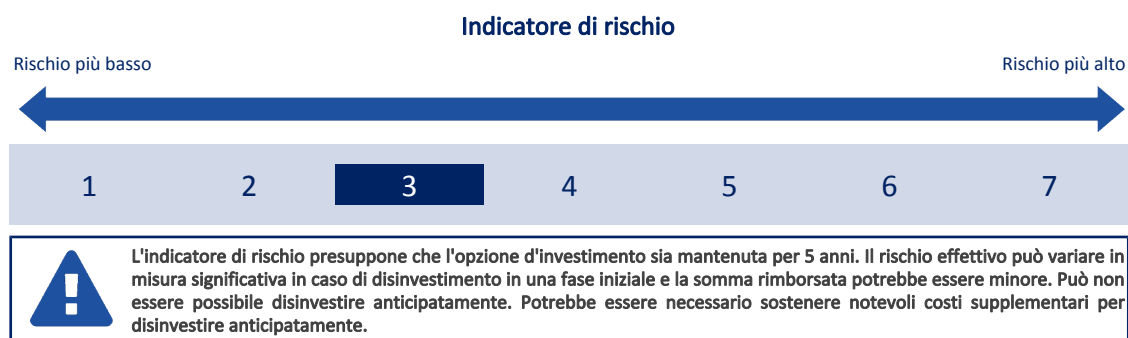 Indicatore di rischio
Rischio più basso
Rischio più alto
1 2 3 4 5 6 7
L'indicatore di rischio presuppone che l'opzione d'investimento sia mantenuta per 5 anni. Il rischio effettivo può variare in
misura significativa in caso di disinvestimento in una fase iniziale e la somma rimborsata potrebbe essere minore. Può non
essere possibile disinvestire anticipatamente. Potrebbe essere necessario sostenere notevoli costi supplementari per
disinvestire anticipatamente.